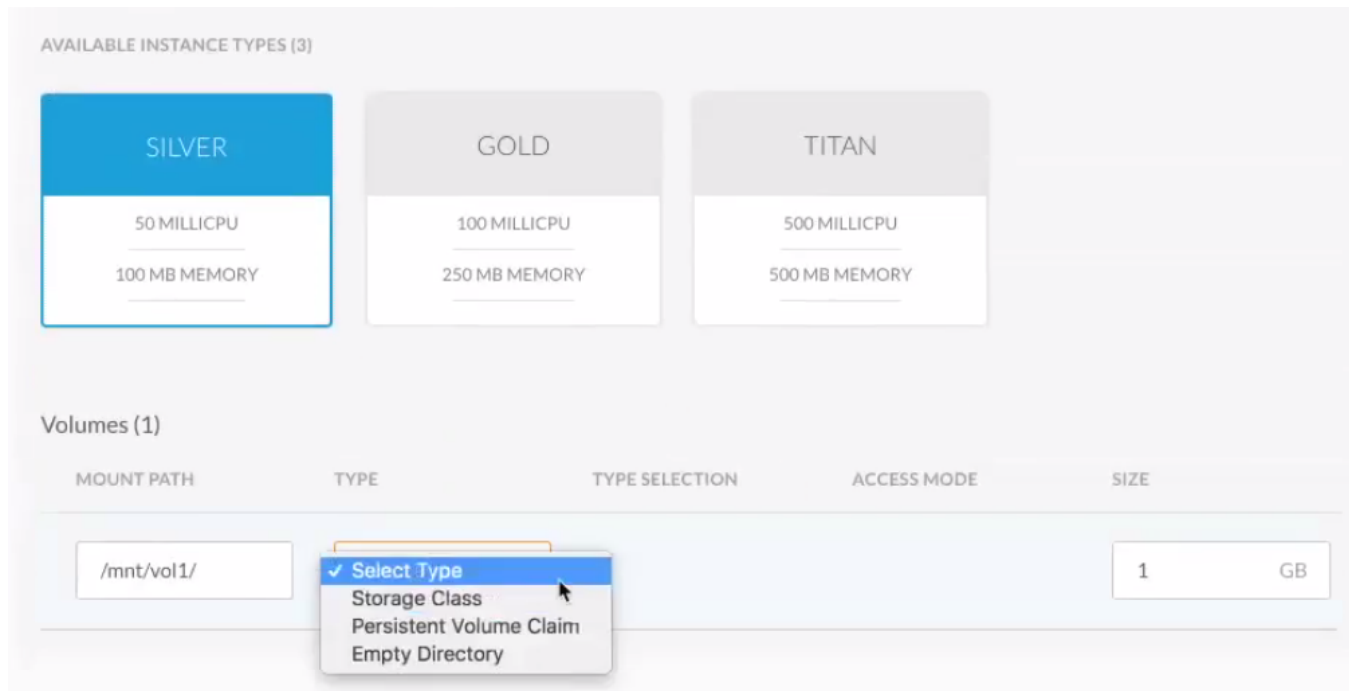 AVAILABLE INSTANCE TYPES (3)
SILVER GOLD TITAN
50 MILLICPU 100 MILLICPU 500 MILLICPU
100 MB MEMORY 250 MB MEMORY 500 MB MEMORY
Volumes (1)
MOUNT PATH TYPE TYPE SELECTION ACCESS MODE SIZE
/mnt/vol1/ ✓ Select Type 1 GB
Storage Class
Persistent Volume Claim
Empty Directory